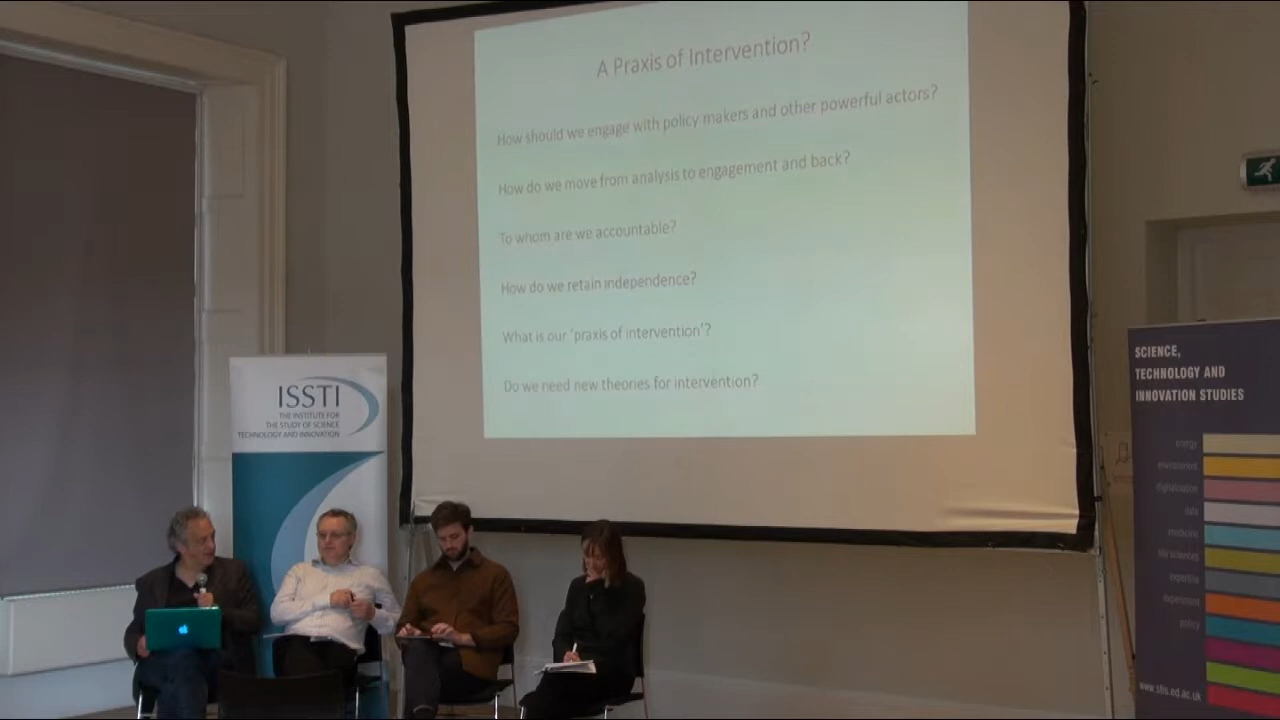 A Praxis of Intervention?
How should we engage with policy makers and other powerful actors?
How do we move from analysis to engagement and back?
To whom are we accountable?
How do we retain independence?
What is our 'praxis of intervention'?
Do we need new theories for intervention?
ISSTI
THE INSTITUTE FOR
THE STUDY OF SCIENCE
TECHNOLOGY AND INNOVATION
SCIENCE,
TECHNOLOGY AND
INNOVATION STUDIES
energy
environment
digitalisation
data
medicine
life sciences
expertise
experiment
policy
www.stis.ed.ac.uk